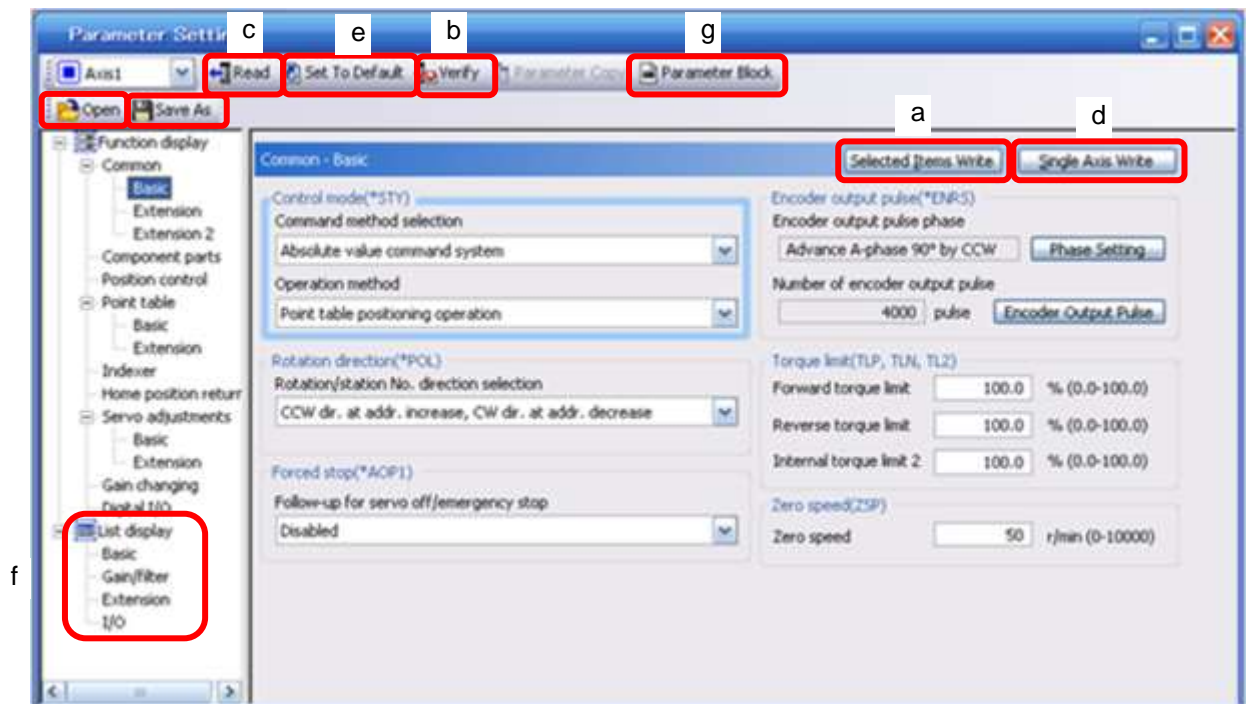 c e b g
Parameter Setti
Axis1 Read Set To Default Verify Parameter Copy Parameter Block
Open Save As
a d
Function display
Common
Basic
Extension
Extension 2
Component parts
Position control
Point table
Basic
Extension
Indexer
Home position returr
Servo adjustments
Basic
Extension
Gain changing
Digital I/O
List display
Basic
Gain/filter
Extension
I/O
f
Common - Basic Selected Items Write Single Axis Write
Control mode(*STY)
Command method selection
Absolute value command system
Operation method
Point table positioning operation
Rotation direction(*POL)
Rotation/station No. direction selection
CCW dir. at addr. increase, CW dir. at addr. decrease
Forced stop(*AOP1)
Follow-up for servo off/emergency stop
Disabled
Encoder output pulse(*ENRS)
Encoder output pulse phase
Advance A-phase 90° by CCW Phase Setting
Number of encoder output pulse
4000 pulse Encoder Output Pulse
Torque limit(TLP, TLN, TL2)
Forward torque limit 100.0 % (0.0-100.0)
Reverse torque limit 100.0 % (0.0-100.0)
Internal torque limit 2 100.0 % (0.0-100.0)
Zero speed(ZSP)
Zero speed 50 r/min (0-10000)